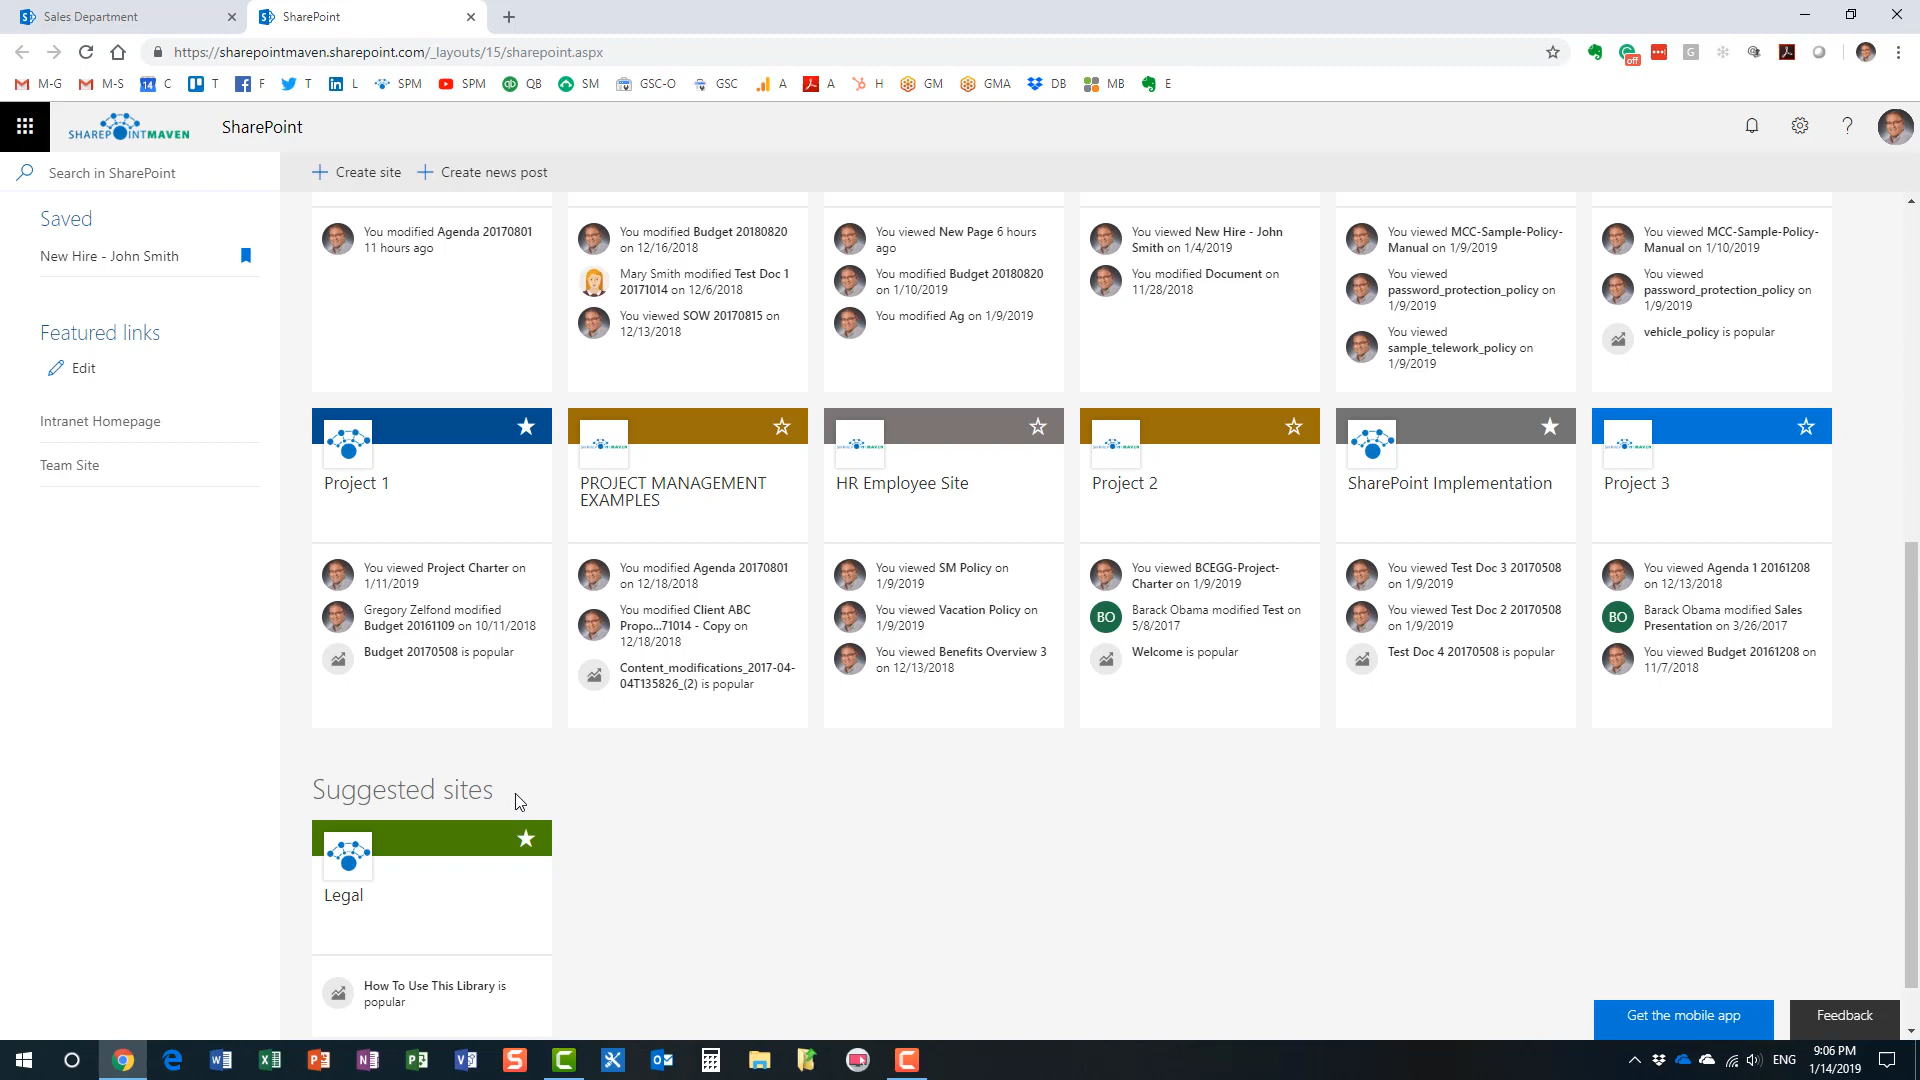 Sales Department
SharePoint
https://sharepointmaven.sharepoint.com/_layouts/15/sharepoint.aspx
off
M-G
M-S
14
C
T
F
T
L
SPM
SPM
QB
SM
GSC-O
GSC
A
A
H
GM
GMA
DB
MB
E
SHAREPOINTMAVEN
SharePoint
Search in SharePoint
Create site
Create news post
Saved
New Hire - John Smith
Featured links
Edit
Intranet Homepage
Team Site
You modified Agenda 20170801
11 hours ago
You modified Budget 20180820
on 12/16/2018
Mary Smith modified Test Doc 1
20171014 on 12/6/2018
You viewed SOW 20170815 on
12/13/2018
You viewed New Page 6 hours
ago
You modified Budget 20180820
on 1/10/2019
You modified Ag on 1/9/2019
You viewed New Hire - John
Smith on 1/4/2019
You modified Document on
11/28/2018
You viewed MCC-Sample-Policy-
Manual on 1/9/2019
You viewed
password_protection_policy on
1/9/2019
You viewed
sample_telework_policy on
1/9/2019
You viewed MCC-Sample-Policy-
Manual on 1/10/2019
You viewed
password_protection_policy on
1/9/2019
vehicle_policy is popular
Project 1
You viewed Project Charter on
1/11/2019
Gregory Zelfond modified
Budget 20161109 on 10/11/2018
Budget 20170508 is popular
PROJECT MANAGEMENT
EXAMPLES
You modified Agenda 20170801
on 12/18/2018
You modified Client ABC
Propo...71014 - Copy on
12/18/2018
Content_modifications_2017-04-
04T135826_(2) is popular
HR Employee Site
You viewed SM Policy on
1/9/2019
You viewed Vacation Policy on
1/9/2019
You viewed Benefits Overview 3
on 12/13/2018
Project 2
You viewed BCEGG-Project-
Charter on 1/9/2019
BO
Barack Obama modified Test on
5/8/2017
Welcome is popular
SharePoint Implementation
You viewed Test Doc 3 20170508
on 1/9/2019
You viewed Test Doc 2 20170508
on 1/9/2019
Test Doc 4 20170508 is popular
Project 3
You viewed Agenda 1 20161208
on 12/13/2018
BO
Barack Obama modified Sales
Presentation on 3/26/2017
You viewed Budget 20161208 on
11/7/2018
Suggested sites
Legal
How To Use This Library is
popular
Get the mobile app
Feedback
ENG
9:06 PM
1/14/2019